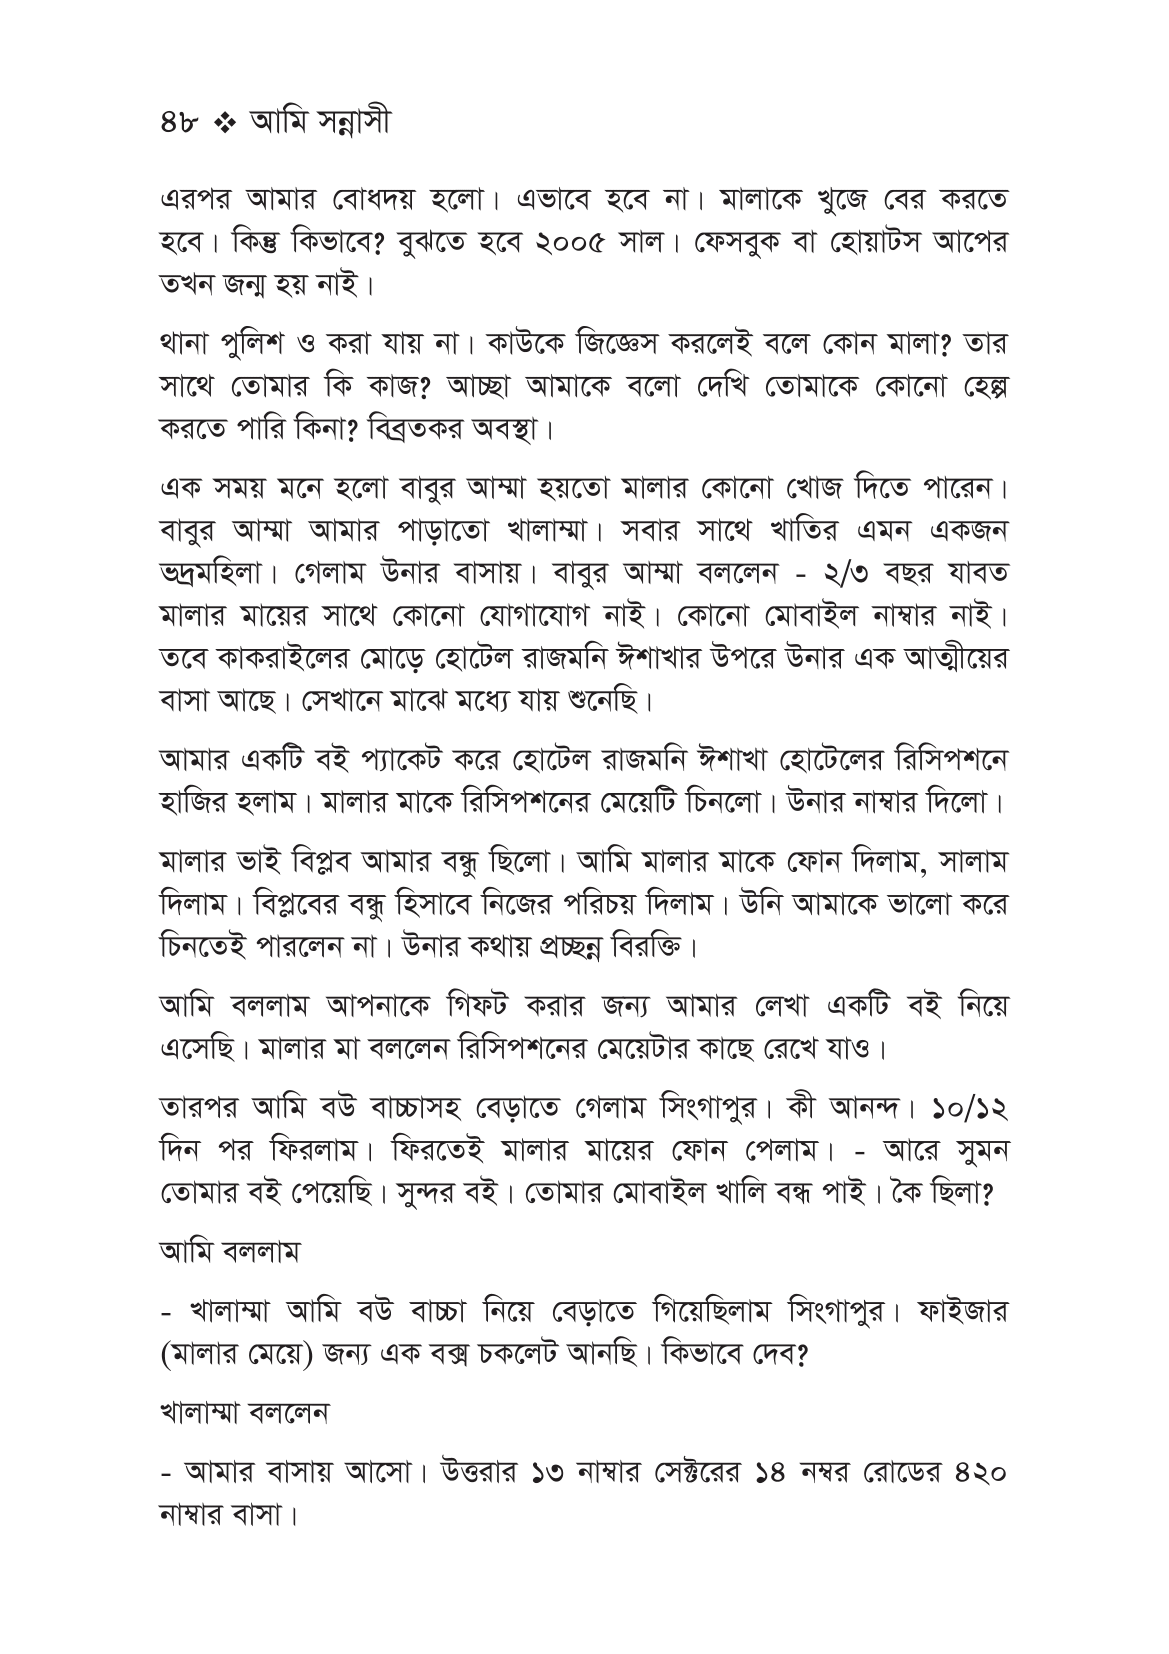 ৪৮ ❖ আমি সন্নাসী
এরপর আমার বোধদয় হলো। এভাবে হবে না। মালাকে খুজে বের করতে
হবে। কিন্তু কিভাবে? বুঝতে হবে ২০০৫ সাল। ফেসবুক বা হোয়াটস আপের
তখন জন্ম হয় নাই।
থানা পুলিশ ও করা যায় না। কাউকে জিজ্ঞেস করলেই বলে কোন মালা? তার
সাথে তোমার কি কাজ? আচ্ছা আমাকে বলো দেখি তোমাকে কোনো হেল্প
করতে পারি কিনা? বিব্রতকর অবস্থা।
এক সময় মনে হলো বাবুর আম্মা হয়তো মালার কোনো খোজ দিতে পারেন।
বাবুর আম্মা আমার পাড়াতো খালাম্মা। সবার সাথে খাতির এমন একজন
ভদ্রমহিলা। গেলাম উনার বাসায়। বাবুর আম্মা বললেন - ২/৩ বছর যাবত
মালার মায়ের সাথে কোনো যোগাযোগ নাই। কোনো মোবাইল নাম্বার নাই।
তবে কাকরাইলের মোড়ে হোটেল রাজমনি ঈশাখার উপরে উনার এক আত্মীয়ের
বাসা আছে। সেখানে মাঝে মধ্যে যায় শুনেছি।
আমার একটি বই প্যাকেট করে হোটেল রাজমনি ঈশাখা হোটেলের রিসিপশনে
হাজির হলাম। মালার মাকে রিসিপশনের মেয়েটি চিনলো। উনার নাম্বার দিলো।
মালার ভাই বিপ্লব আমার বন্ধু ছিলো। আমি মালার মাকে ফোন দিলাম, সালাম
দিলাম। বিপ্লবের বন্ধু হিসাবে নিজের পরিচয় দিলাম। উনি আমাকে ভালো করে
চিনতেই পারলেন না। উনার কথায় প্রচ্ছন্ন বিরক্তি।
আমি বললাম আপনাকে গিফট করার জন্য আমার লেখা একটি বই নিয়ে
এসেছি। মালার মা বললেন রিসিপশনের মেয়েটার কাছে রেখে যাও।
তারপর আমি বউ বাচ্চাসহ বেড়াতে গেলাম সিংগাপুর। কী আনন্দ। ১০/১২
দিন পর ফিরলাম। ফিরতেই মালার মায়ের ফোন পেলাম। - আরে সুমন
তোমার বই পেয়েছি। সুন্দর বই। তোমার মোবাইল খালি বন্ধ পাই। কৈ ছিলা?
আমি বললাম
- খালাম্মা আমি বউ বাচ্চা নিয়ে বেড়াতে গিয়েছিলাম সিংগাপুর। ফাইজার
(মালার মেয়ে) জন্য এক বক্স চকলেট আনছি। কিভাবে দেব?
খালাম্মা বললেন
- আমার বাসায় আসো। উত্তরার ১৩ নাম্বার সেক্টরের ১৪ নম্বর রোডের ৪২০
নাম্বার বাসা।